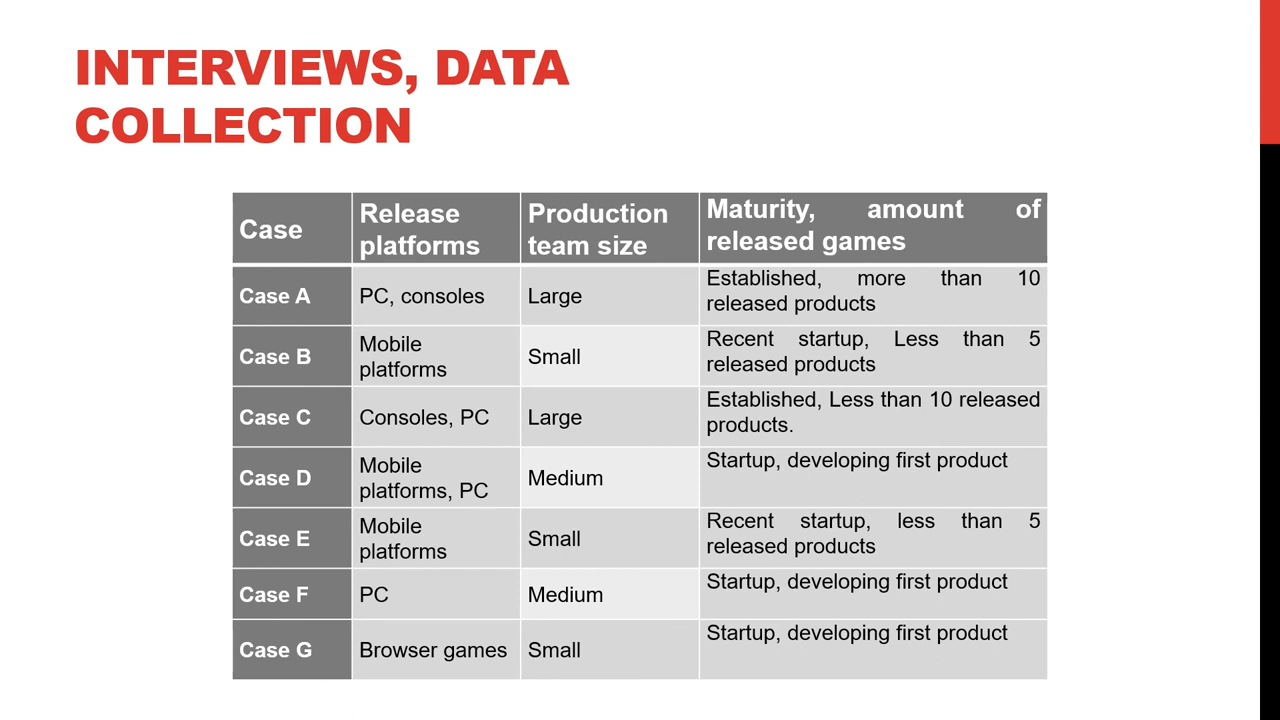 INTERVIEWS, DATA
COLLECTION
Case
Release
platforms
Production
team size
Maturity, amount of
released games
Case A
PC, consoles
Large
Established, more than 10
released products
Case B
Mobile
platforms
Small
Recent startup, Less than 5
released products
Case C
Consoles, PC
Large
Established, Less than 10 released
products.
Case D
Mobile
platforms, PC
Medium
Startup, developing first product
Case E
Mobile
platforms
Small
Recent startup, less than 5
released products
Case F
PC
Medium
Startup, developing first product
Case G
Browser games
Small
Startup, developing first product